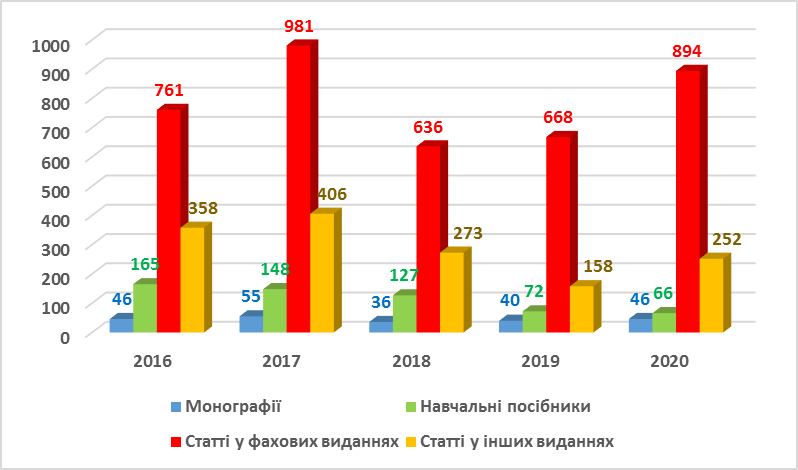 1000
900
800
700
600
500
400
300
200
100
0
46 165 761 358
55 148 981 406
36 127 636 273
40 72 668 158
46 66 894 252
2016 2017 2018 2019 2020
Монографії Навчальні посібники
Статті у фахових виданнях Статті у інших виданнях